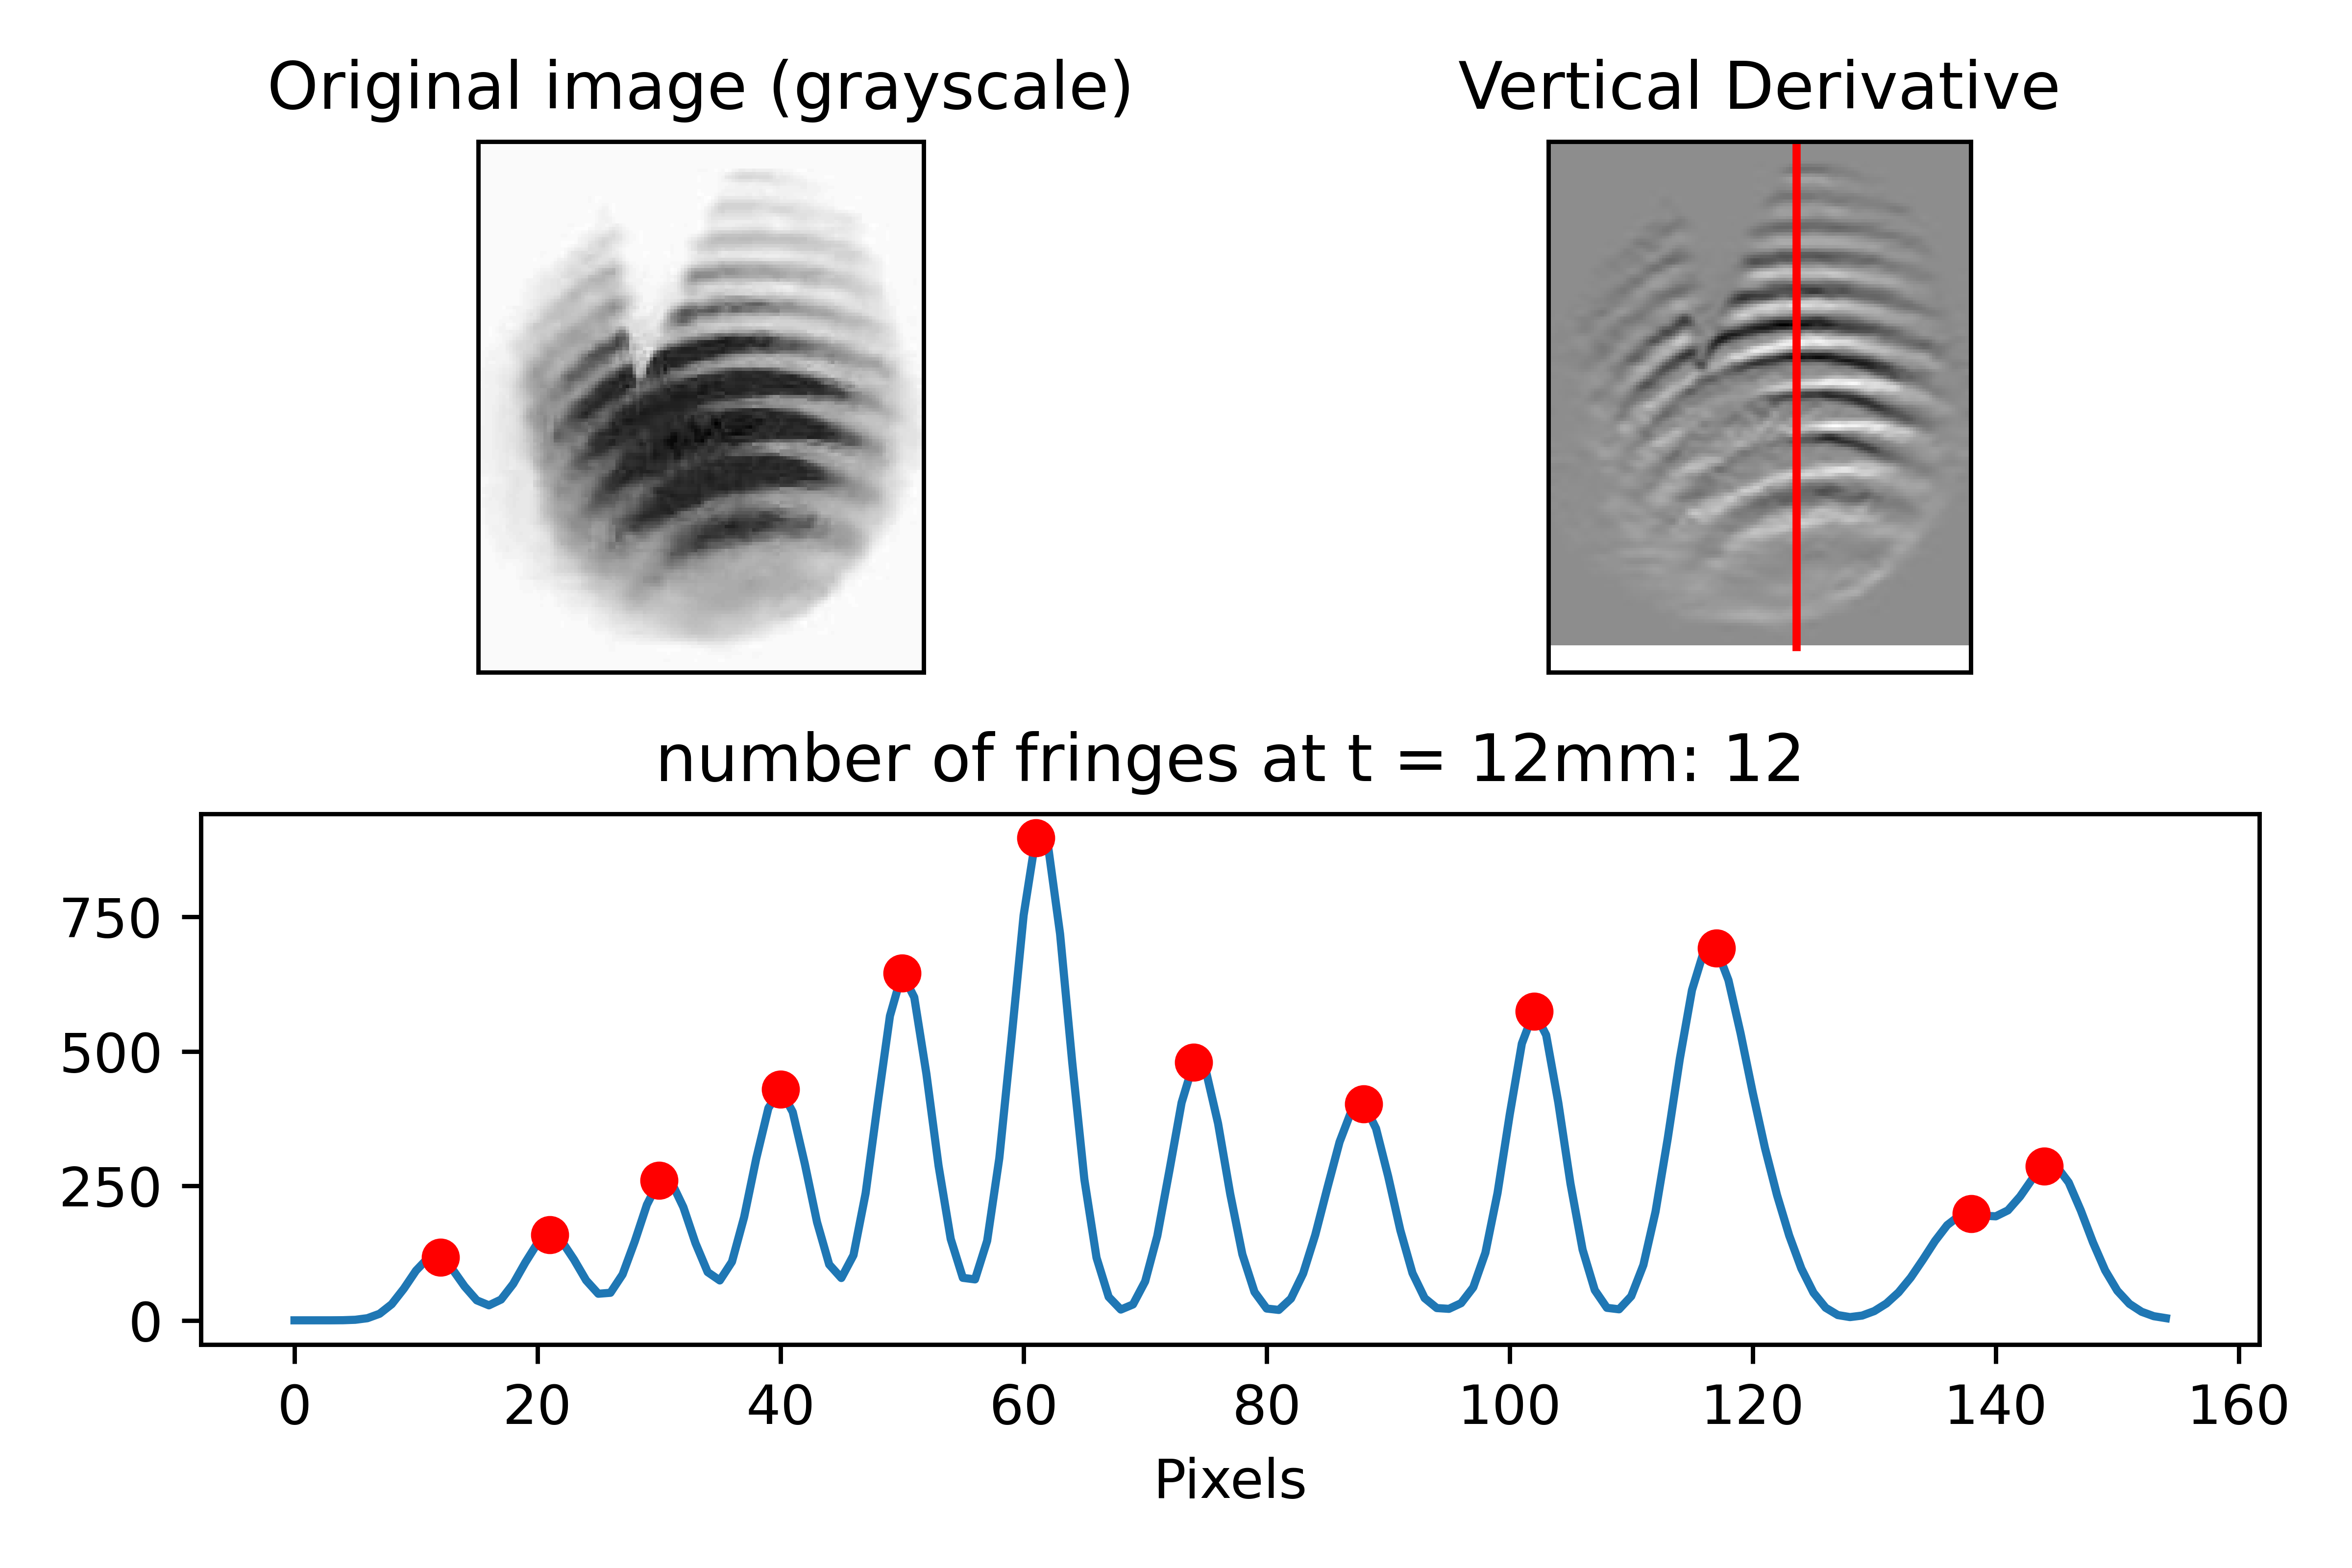 Original image (grayscale)
Vertical Derivative
number of fringes at t = 12mm: 12
750
500
250
0
0 20 40 60 80 100 120 140 160
Pixels